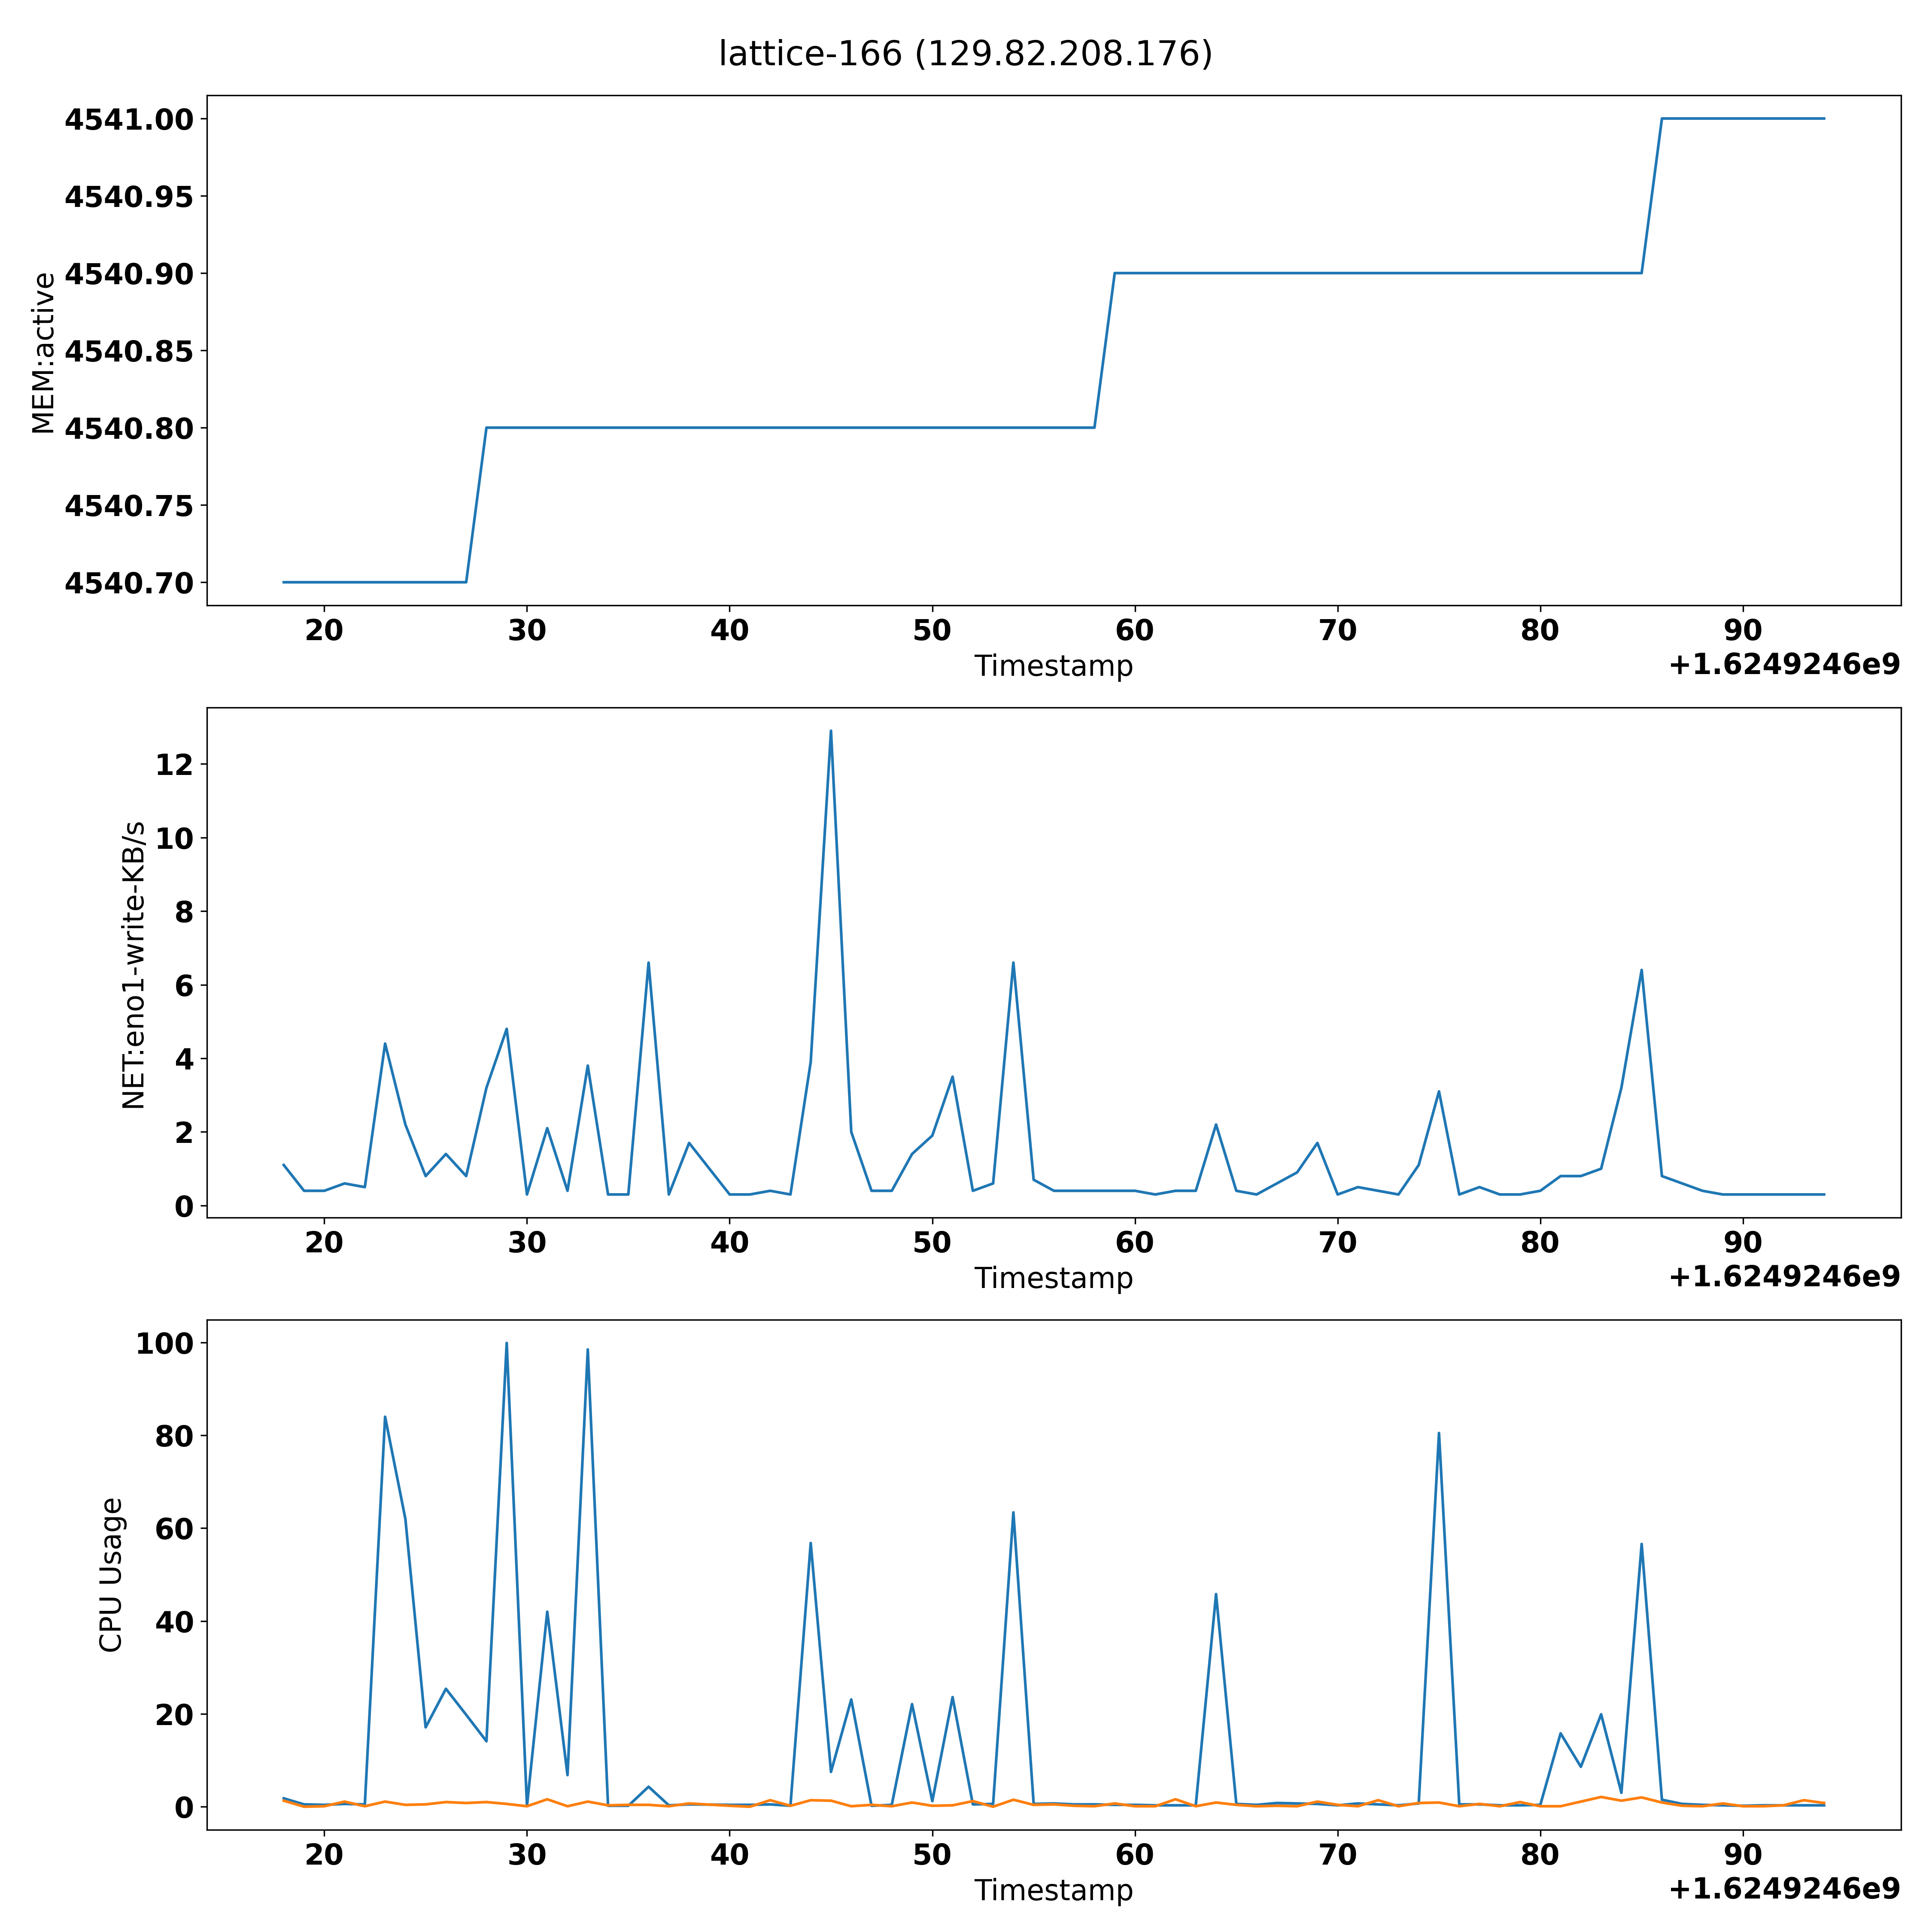 lattice-166 (129.82.208.176)
4541.00
4540.95
4540.90
4540.85
4540.80
4540.75
4540.70
MEM:active
20 30 40 50 60 70 80 90
Timestamp
+1.6249246e9
12
10
8
6
4
2
0
NET:eno1-write-KB/s
20 30 40 50 60 70 80 90
Timestamp
+1.6249246e9
100
80
60
40
20
0
CPU Usage
20 30 40 50 60 70 80 90
Timestamp
+1.6249246e9